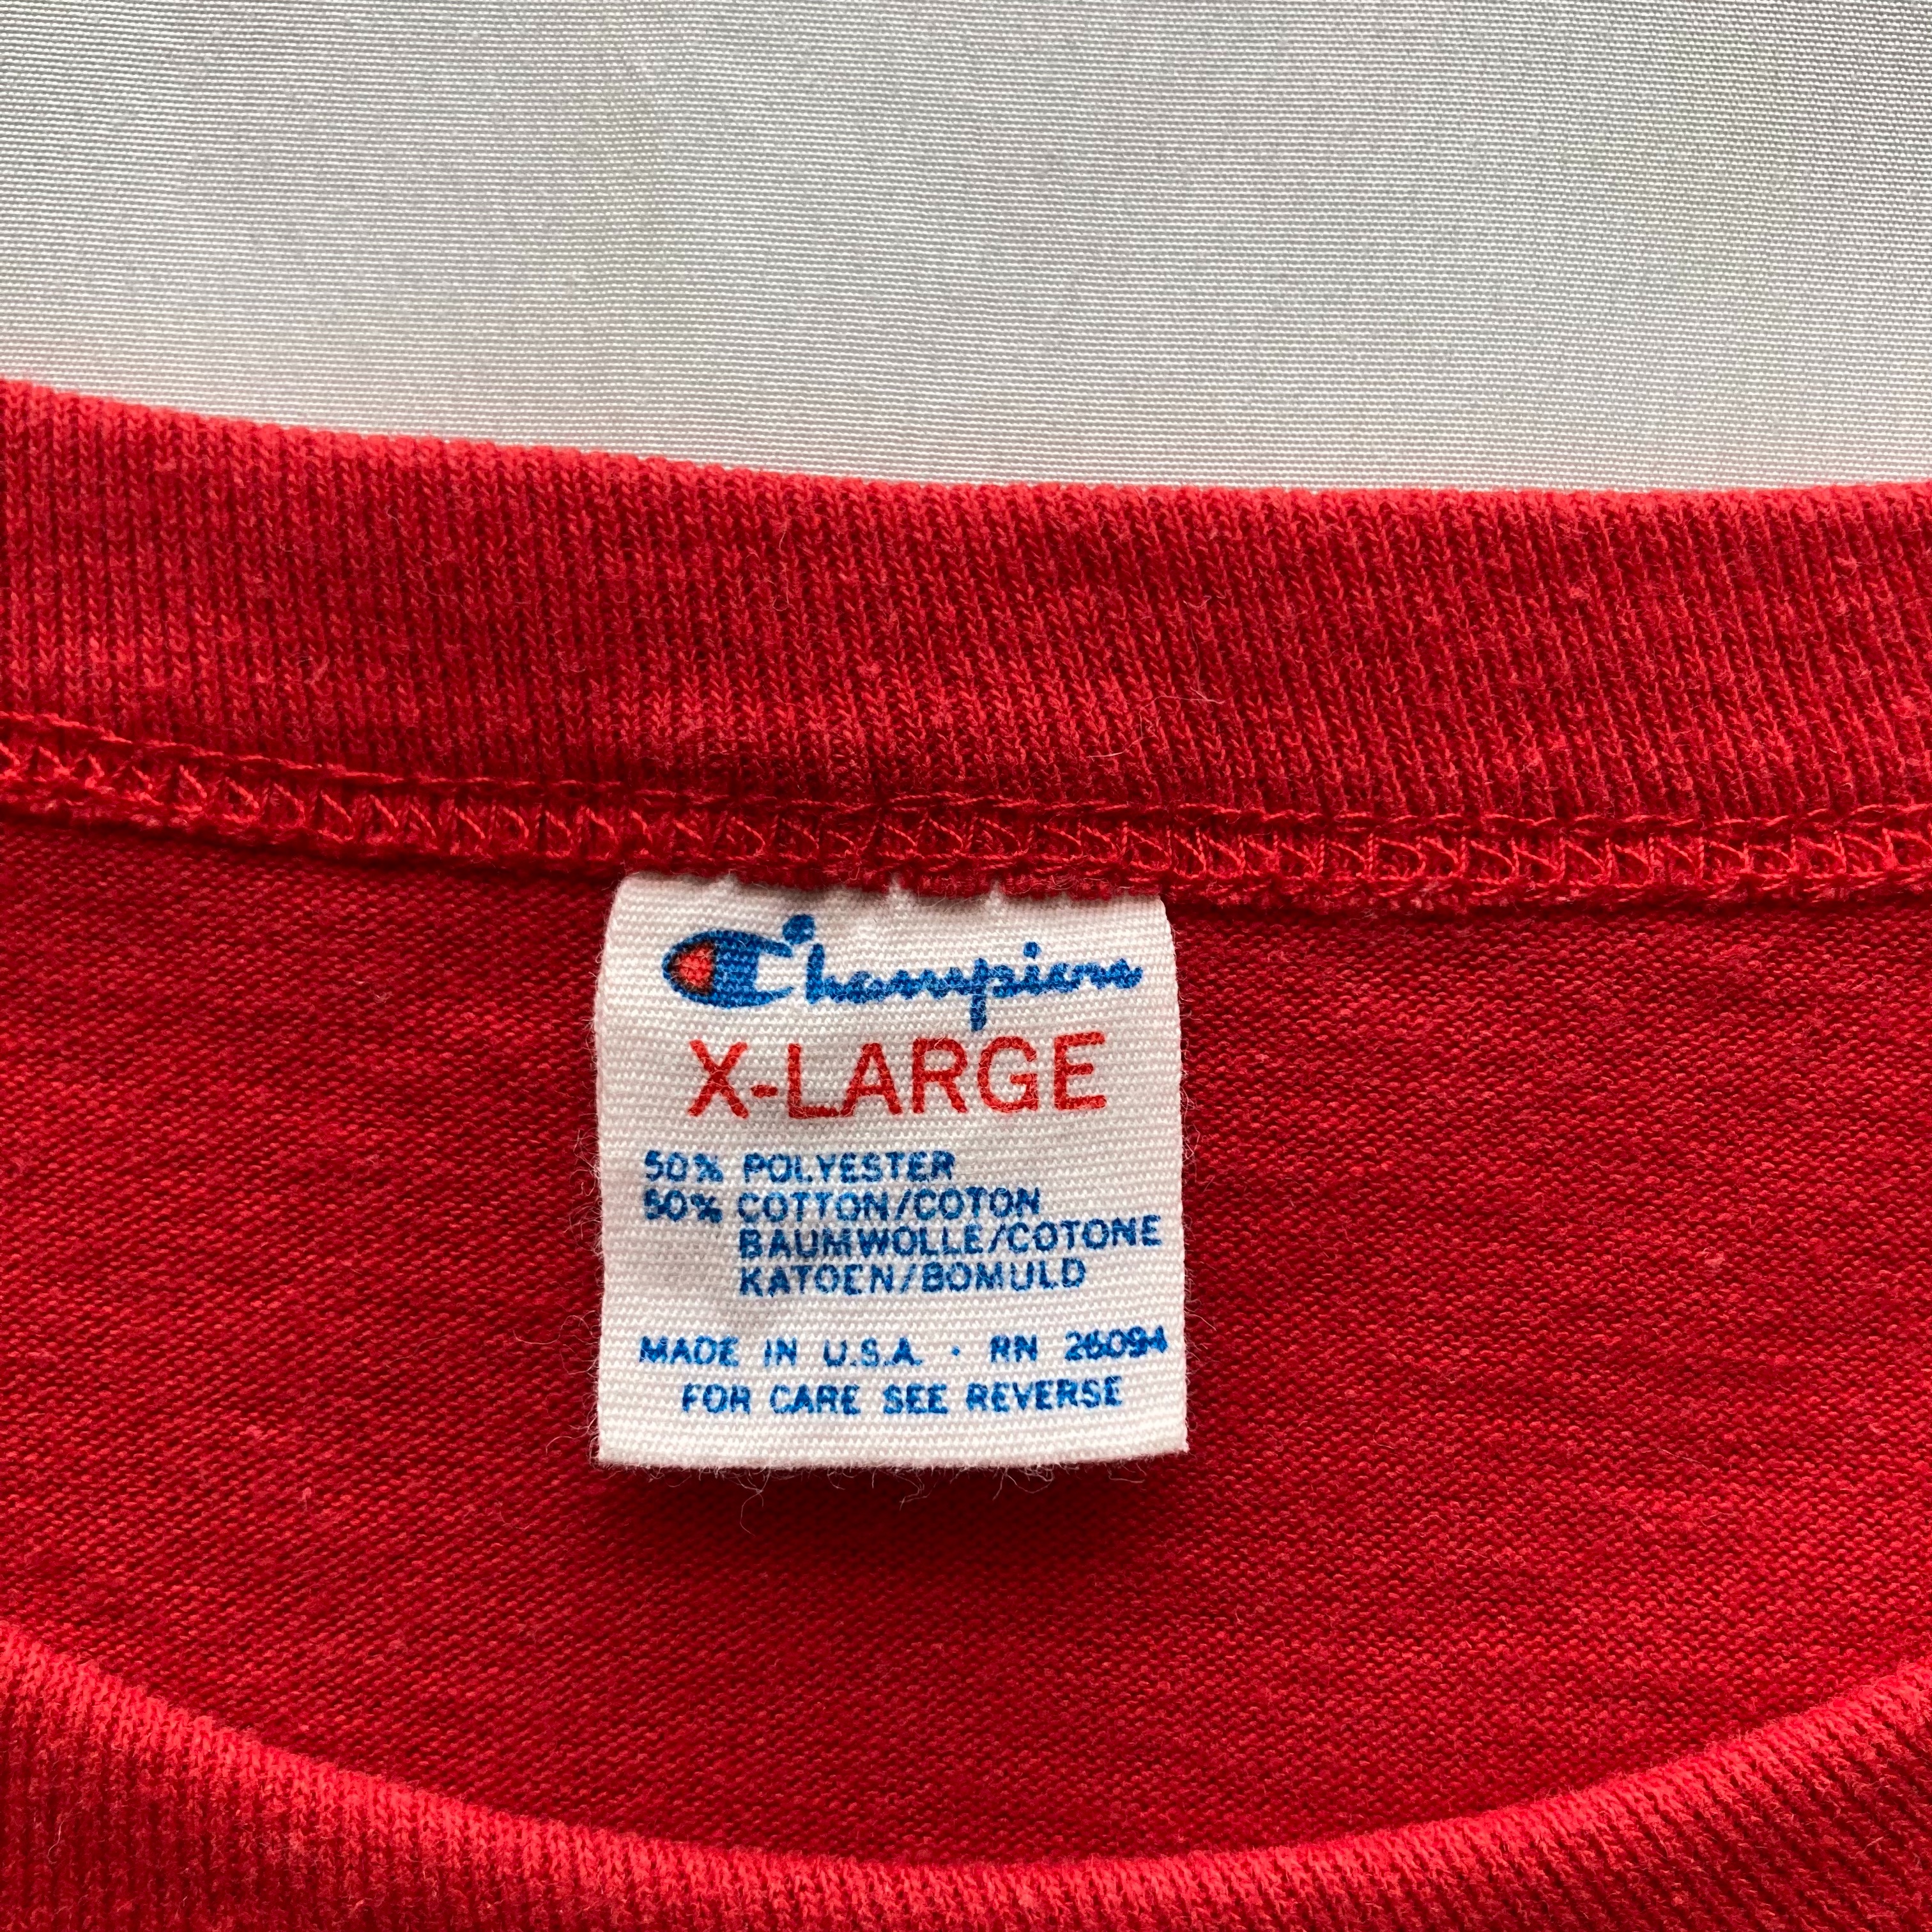 Champion
X-LARGE
50% POLYESTER
50% COTTON/COTON
BAUMWOLLE/COTONE
KATOEN/BOMULD
MADE IN U.S.A. · RN 26094
FOR CARE SEE REVERSE